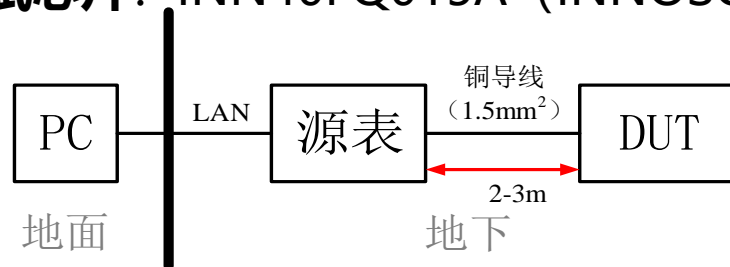 铜导线
LAN
（1.5mm²）
PC
源表
DUT
2-3m
地面
地下